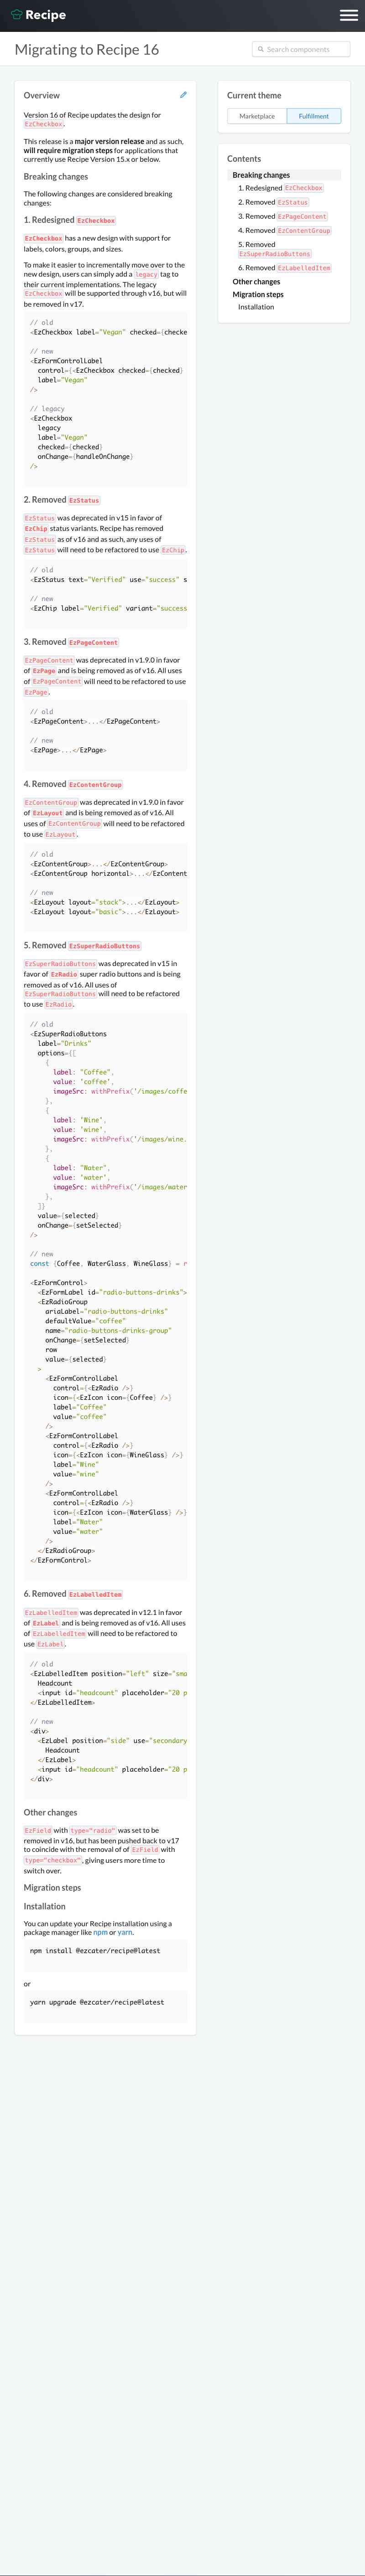 Recipe
Migrating to Recipe 16
Search components
Overview
Version 16 of Recipe updates the design for
EzCheckbox.
This release is a major version release and as such,
will require migration steps for applications that
currently use Recipe Version 15.x or below.
Breaking changes
The following changes are considered breaking
changes:
1. Redesigned EzCheckbox
EzCheckbox has a new design with support for
labels, colors, groups, and sizes.
To make it easier to incrementally move over to the
new design, users can simply add a legacy tag to
their current implementations. The legacy
EzCheckbox will be supported through v16, but will
be removed in v17.
// old
<EzCheckbox label="Vegan" checked={checke
// new
<EzFormControlLabel
control={<EzCheckbox checked={checked}
label="Vegan"
/>
// legacy
<EzCheckbox
legacy
label="Vegan"
checked={checked}
onChange={handleOnChange}
/>
2. Removed EzStatus
EzStatus was deprecated in v15 in favor of
EzChip status variants. Recipe has removed
EzStatus as of v16 and as such, any uses of
EzStatus will need to be refactored to use EzChip.
// old
<EzStatus text="Verified" use="success" s
// new
<EzChip label="Verified" variant="success
3. Removed EzPageContent
EzPageContent was deprecated in v1.9.0 in favor
of EzPage and is being removed as of v16. All uses
of EzPageContent will need to be refactored to use
EzPage.
// old
<EzPageContent>...</EzPageContent>
// new
<EzPage>...</EzPage>
4. Removed EzContentGroup
EzContentGroup was deprecated in v1.9.0 in favor
of EzLayout and is being removed as of v16. All
uses of EzContentGroup will need to be refactored
to use EzLayout.
// old
<EzContentGroup>...</EzContentGroup>
<EzContentGroup horizontal>...</EzContent
// new
<EzLayout layout="stack">...</EzLayout>
<EzLayout layout="basic">...</EzLayout>
5. Removed EzSuperRadioButtons
EzSuperRadioButtons was deprecated in v15 in
favor of EzRadio super radio buttons and is being
removed as of v16. All uses of
EzSuperRadioButtons will need to be refactored
to use EzRadio.
// old
<EzSuperRadioButtons
label="Drinks"
options={[
{
label: "Coffee",
value: 'coffee',
imageSrc: withPrefix('/images/coffe
},
{
label: 'Wine',
value: 'wine',
imageSrc: withPrefix('/images/wine.
},
{
label: "Water",
value: 'water',
imageSrc: withPrefix('/images/water
},
]}
value={selected}
onChange={setSelected}
/>
// new
const {Coffee, WaterGlass, WineGlass} = r
<EzFormControl>
<EzFormLabel id="radio-buttons-drinks">
<EzRadioGroup
ariaLabel="radio-buttons-drinks"
defaultValue="coffee"
name="radio-buttons-drinks-group"
onChange={setSelected}
row
value={selected}
>
<EzFormControlLabel
control={<EzRadio />}
icon={<EzIcon icon={Coffee} />}
label="Coffee"
value="coffee"
/>
<EzFormControlLabel
control={<EzRadio />}
icon={<EzIcon icon={WineGlass} />}
label="Wine"
value="wine"
/>
<EzFormControlLabel
control={<EzRadio />}
icon={<EzIcon icon={WaterGlass} />}
label="Water"
value="water"
/>
</EzRadioGroup>
</EzFormControl>
6. Removed EzLabelledItem
EzLabelledItem was deprecated in v12.1 in favor
of EzLabel and is being removed as of v16. All uses
of EzLabelledItem will need to be refactored to
use EzLabel.
// old
<EzLabelledItem position="left" size="sma
Headcount
<input id="headcount" placeholder="20 p
</EzLabelledItem>
// new
<div>
<EzLabel position="side" use="secondary
Headcount
</EzLabel>
<input id="headcount" placeholder="20 p
</div>
Other changes
EzField with type="radio" was set to be
removed in v16, but has been pushed back to v17
to coincide with the removal of of EzField with
type="checkbox", giving users more time to
switch over.
Migration steps
Installation
You can update your Recipe installation using a
package manager like npm or yarn.
npm install @ezcater/recipe@latest
or
yarn upgrade @ezcater/recipe@latest
Current theme
Marketplace
Fulfillment
Contents
Breaking changes
1. Redesigned EzCheckbox
2. Removed EzStatus
3. Removed EzPageContent
4. Removed EzContentGroup
5. Removed
EzSuperRadioButtons
6. Removed EzLabelledItem
Other changes
Migration steps
Installation